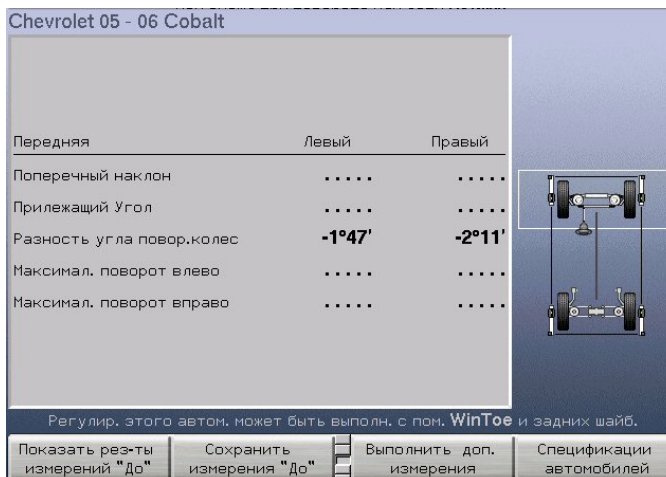 Chevrolet 05 - 06 Cobalt
Передняя Левый Правый
Поперечный наклон ..... .....
Прилежащий Угол ..... .....
Разность угла повор.колес -1°47' -2°11'
Максимал. поворот влево ..... .....
Максимал. поворот вправо ..... .....
Регулир. этого автом. может быть выполн. с пом. WinToe и задних шайб.
Показать рез-ты измерений "До"
Сохранить измерения "До"
Выполнить доп. измерения
Спецификации автомобилей